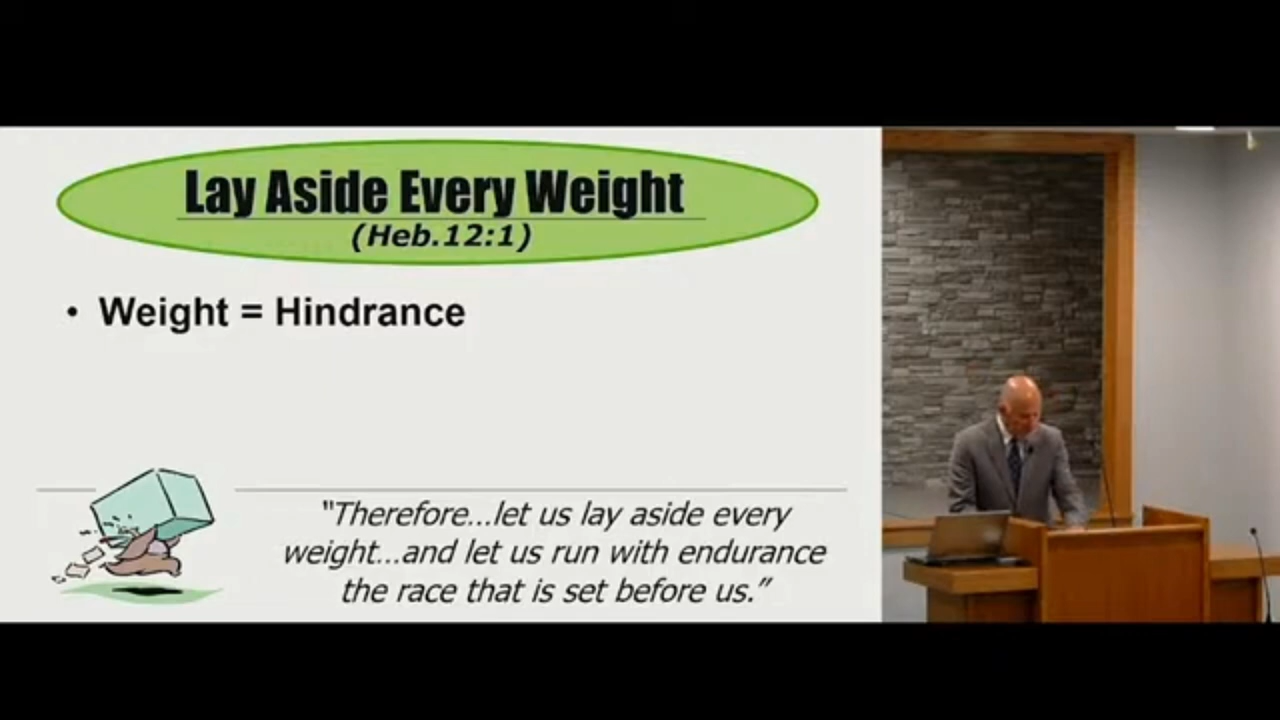 Lay Aside Every Weight
(Heb.12:1)
• Weight = Hindrance
"Therefore...let us lay aside every
weight...and let us run with endurance
the race that is set before us.”